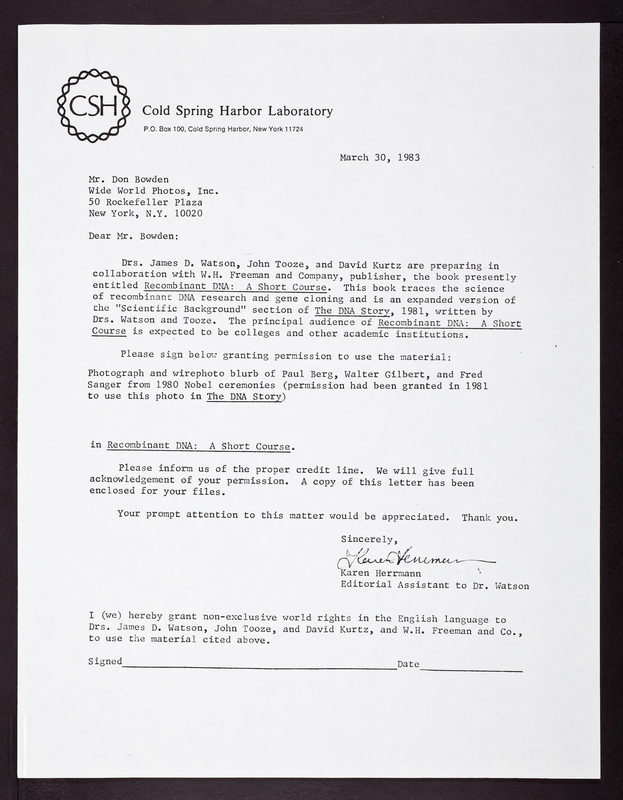 CSH
Cold Spring Harbor Laboratory
P.O. Box 100, Cold Spring Harbor, New York 11724
March 30, 1983
Mr. Don Bowden
Wide World Photos, Inc.
50 Rockefeller Plaza
New York, N.Y. 10020
Dear Mr. Bowden:
Drs. James D. Watson, John Tooze, and David Kurtz are preparing in
collaboration with W.H. Freeman and Company, publisher, the book presently
entitled Recombinant DNA: A Short Course. This book traces the science
of recombinant DNA research and gene cloning and is an expanded version of
the "Scientific Background" section of The DNA Story, 1981, written by
Drs. Watson and Tooze. The principal audience of Recombinant DNA: A Short
Course is expected to be colleges and other academic institutions.
Please sign below granting permission to use the material:
Photograph and wirephoto blurb of Paul Berg, Walter Gilbert, and Fred
Sanger from 1980 Nobel ceremonies (permission had been granted in 1981
to use this photo in The DNA Story)
in Recombinant DNA: A Short Course.
Please inform us of the proper credit line. We will give full
acknowledgement of your permission. A copy of this letter has been
enclosed for your files.
Your prompt attention to this matter would be appreciated. Thank you.
Sincerely,
Karen Herrmann
Karen Herrmann
Editorial Assistant to Dr. Watson
I (we) hereby grant non-exclusive world rights in the English language to
Drs. James D. Watson, John Tooze, and David Kurtz, and W.H. Freeman and Co.,
to use the material cited above.
Signed Date